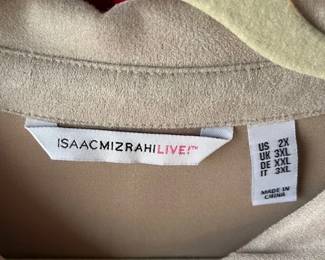 ISAACMIZRAHILIVE!™
US 2X
UK 3XL
DE XXL
IT 3XL
MADE IN
CHINA